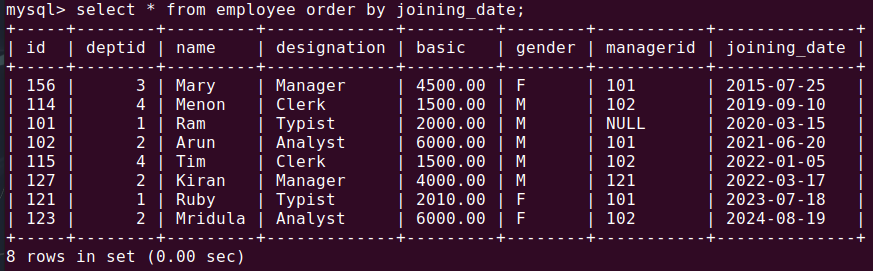 mysql> select * from employee order by joining_date;
+-----+--------+---------+-------------+---------+--------+-----------+--------------+
| id  | deptid | name    | designation | basic   | gender | managerid | joining_date |
+-----+--------+---------+-------------+---------+--------+-----------+--------------+
| 156 |      3 | Mary    | Manager     | 4500.00 | F      | 101       | 2015-07-25   |
| 114 |      4 | Menon   | Clerk       | 1500.00 | M      | 102       | 2019-09-10   |
| 101 |      1 | Ram     | Typist      | 2000.00 | M      | NULL      | 2020-03-15   |
| 102 |      2 | Arun    | Analyst     | 6000.00 | M      | 101       | 2021-06-20   |
| 115 |      4 | Tim     | Clerk       | 1500.00 | M      | 102       | 2022-01-05   |
| 127 |      2 | Kiran   | Manager     | 4000.00 | M      | 121       | 2022-03-17   |
| 121 |      1 | Ruby    | Typist      | 2010.00 | F      | 101       | 2023-07-18   |
| 123 |      2 | Mridula | Analyst     | 6000.00 | F      | 102       | 2024-08-19   |
+-----+--------+---------+-------------+---------+--------+-----------+--------------+
8 rows in set (0.00 sec)